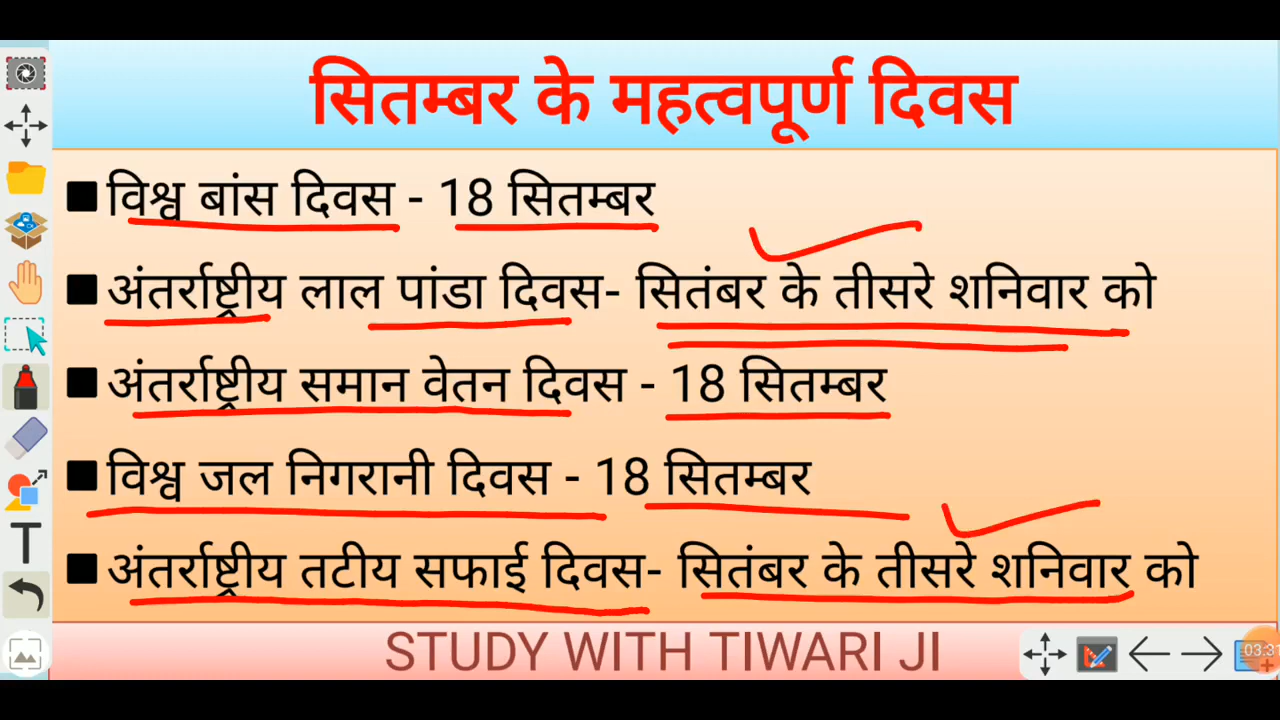 सितम्बर के महत्वपूर्ण दिवस
■ विश्व बांस दिवस - 18 सितम्बर
■ अंतर्राष्ट्रीय लाल पांडा दिवस- सितंबर के तीसरे शनिवार को
■ अंतर्राष्ट्रीय समान वेतन दिवस - 18 सितम्बर
■ विश्व जल निगरानी दिवस - 18 सितम्बर
■ अंतर्राष्ट्रीय तटीय सफाई दिवस- सितंबर के तीसरे शनिवार को
STUDY WITH TIWARI JI
T
03:31